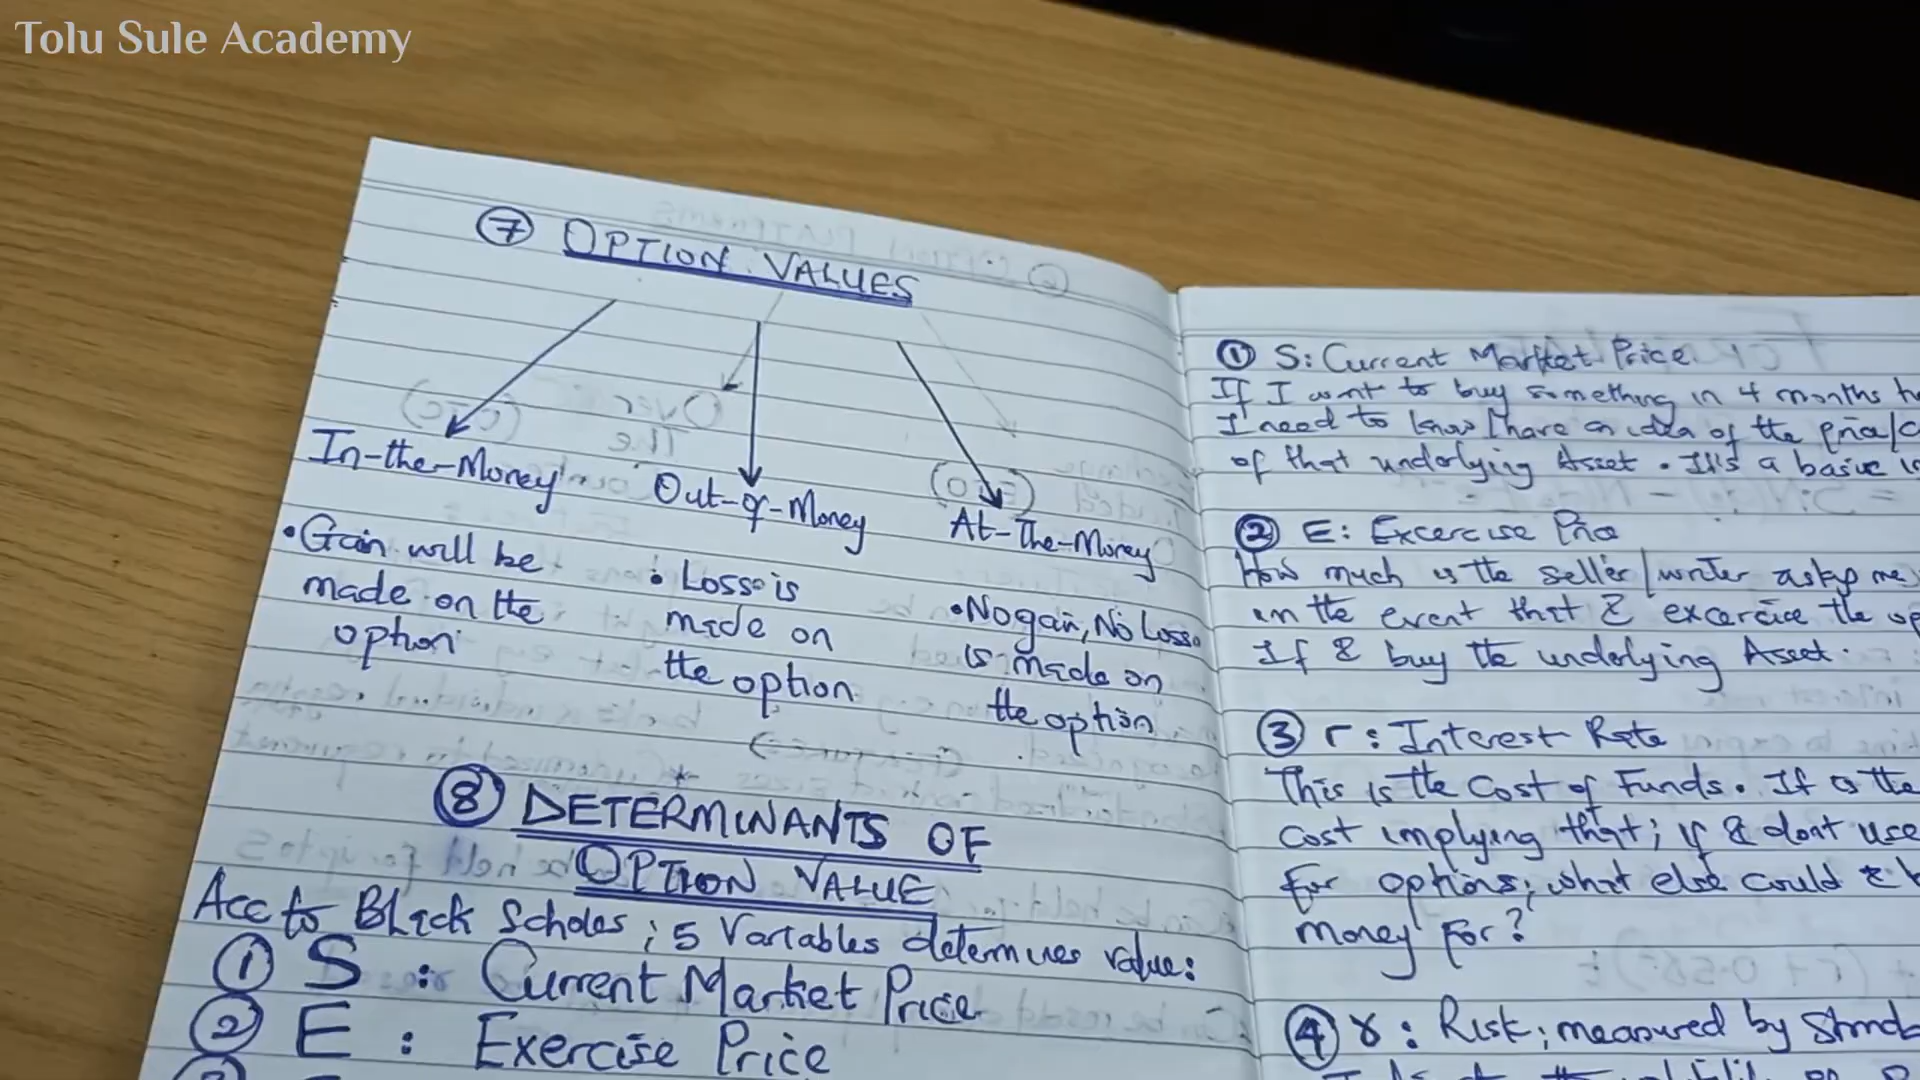 Tolu Sule Academy
⑦ OPTION VALUES
In-the-Money
Out-of-Money
At-The-Money
• Gain will be
made on the
option
• Loss is
made on
the option
• No gain, No Loss
is made on
the option
⑧ DETERMINANTS OF
OPTION VALUE
Acc to Black Scholes; 5 Variables determines value:
① S : Current Market Price
② E : Exercise Price
① S: Current Market Price
If I want to buy something in 4 months
I need to know/have an idea of the price/
of that underlying Asset. It's a basic
② E: Excercise Price
How much is the seller/writer asking me
in the event that I excercise the
If I buy the underlying Asset.
③ r : Interest Rate
This is the Cost of Funds. If is the
cost implying that; if I dont use
for options, what else could I
money for?
④ γ : Risk; measured by